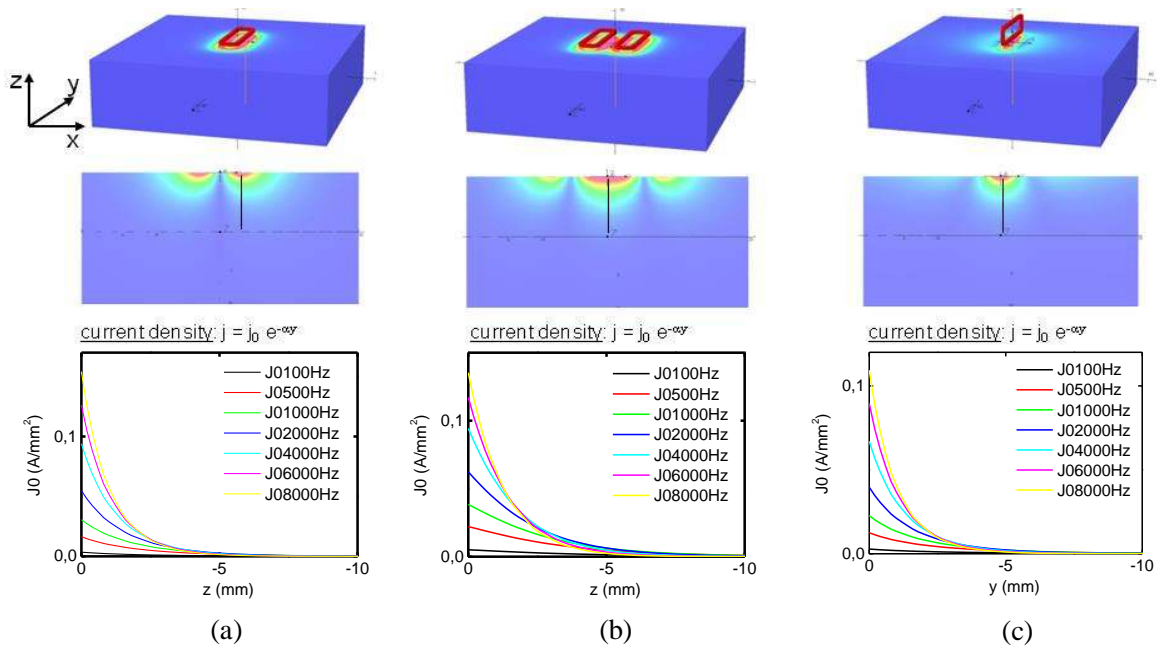 z
y
x
current density: j = j0 e-αy
J0 (A/mm2)
0,1
0,0
J0100Hz
J0500Hz
J01000Hz
J02000Hz
J04000Hz
J06000Hz
J08000Hz
0
-5
-10
z (mm)
(a)
current density: j = j0 e-αy
J0 (A/mm2)
0,1
0,0
J0100Hz
J0500Hz
J01000Hz
J02000Hz
J04000Hz
J06000Hz
J08000Hz
0
-5
-10
z (mm)
(b)
current density: j = j0 e-αy
J0 (A/mm2)
0,1
0,0
J0100Hz
J0500Hz
J01000Hz
J02000Hz
J04000Hz
J06000Hz
J08000Hz
0
-5
-10
y (mm)
(c)